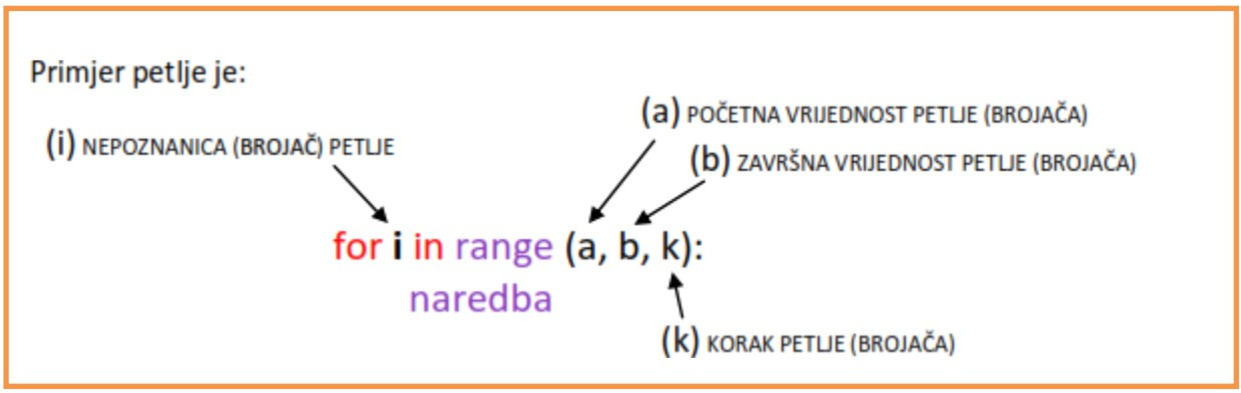 Primjer petlje je:
(a) POČETNA VRIJEDNOST PETLJE (BROJAČA)
(i) NEPOZNANICA (BROJAČ) PETLJE
(b) ZAVRŠNA VRIJEDNOST PETLJE (BROJAČA)
for i in range (a, b, k):
naredba
(k) KORAK PETLJE (BROJAČA)